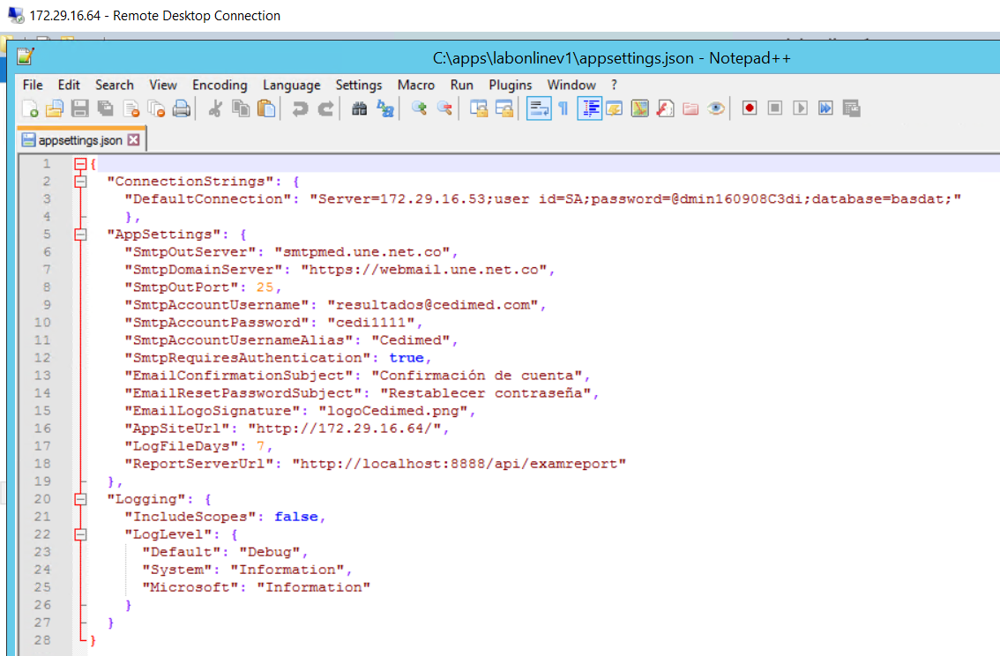 172.29.16.64 - Remote Desktop Connection
C:\apps\labonlinev1\appsettings.json - Notepad++
File Edit Search View Encoding Language Settings Macro Run Plugins Window ?
appsettings.json
1 {
2 "ConnectionStrings": {
3 "DefaultConnection": "Server=172.29.16.53;user id=SA;password=@dmin160908C3di;database=basdat;"
4 },
5 "AppSettings": {
6 "SmtpOutServer": "smtpmed.une.net.co",
7 "SmtpDomainServer": "https://webmail.une.net.co",
8 "SmtpOutPort": 25,
9 "SmtpAccountUsername": "resultados@cedimed.com",
10 "SmtpAccountPassword": "cedi1111",
11 "SmtpAccountUsernameAlias": "Cedimed",
12 "SmtpRequiresAuthentication": true,
13 "EmailConfirmationSubject": "Confirmación de cuenta",
14 "EmailResetPasswordSubject": "Restablecer contraseña",
15 "EmailLogoSignature": "logoCedimed.png",
16 "AppSiteUrl": "http://172.29.16.64/",
17 "LogFileDays": 7,
18 "ReportServerUrl": "http://localhost:8888/api/examreport"
19 },
20 "Logging": {
21 "IncludeScopes": false,
22 "LogLevel": {
23 "Default": "Debug",
24 "System": "Information",
25 "Microsoft": "Information"
26 }
27 }
28 }